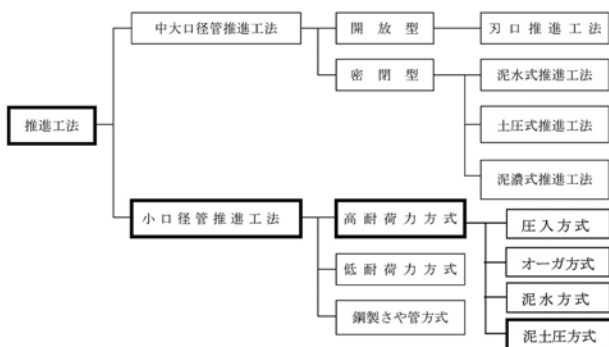 推進工法
中大口径管推進工法
開放型
刃口推進工法
密閉型
泥水式推進工法
土圧式推進工法
泥濃式推進工法
小口径管推進工法
高耐荷力方式
圧入方式
オーガ方式
泥水方式
泥土圧方式
低耐荷力方式
鋼製さや管方式